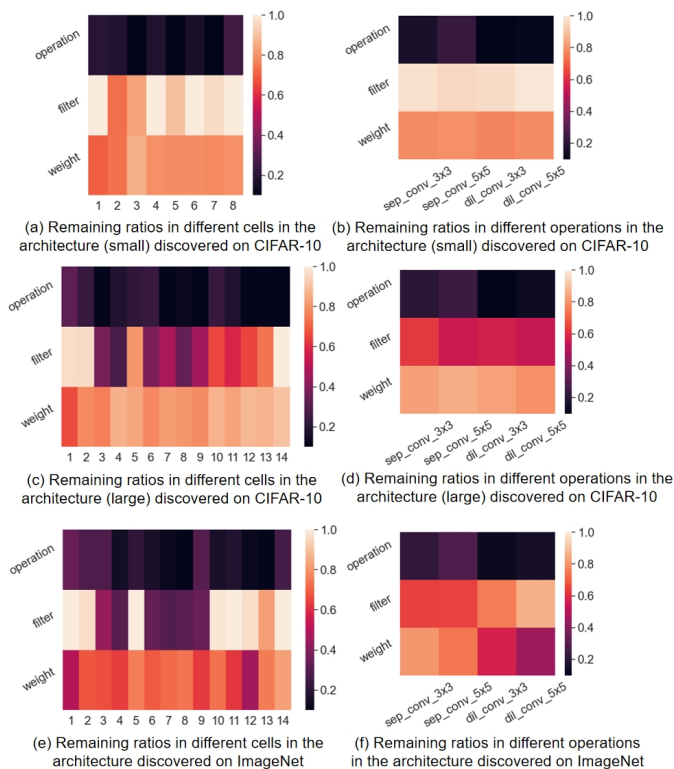 operation
filter
weight
1 2 3 4 5 6 7 8
1.0
0.8
0.6
0.4
0.2
(a) Remaining ratios in different cells in the
architecture (small) discovered on CIFAR-10
operation
filter
weight
sep_conv_3x3
sep_conv_5x5
dil_conv_3x3
dil_conv_5x5
1.0
0.8
0.6
0.4
0.2
(b) Remaining ratios in different operations in the
architecture (small) discovered on CIFAR-10
operation
filter
weight
1 2 3 4 5 6 7 8 9 10 11 12 13 14
1.0
0.8
0.6
0.4
0.2
(c) Remaining ratios in different cells in the
architecture (large) discovered on CIFAR-10
operation
filter
weight
sep_conv_3x3
sep_conv_5x5
dil_conv_3x3
dil_conv_5x5
1.0
0.8
0.6
0.4
0.2
(d) Remaining ratios in different operations in the
architecture (large) discovered on CIFAR-10
operation
filter
weight
1 2 3 4 5 6 7 8 9 10 11 12 13 14
1.0
0.8
0.6
0.4
0.2
(e) Remaining ratios in different cells in the
architecture discovered on ImageNet
operation
filter
weight
sep_conv_3x3
sep_conv_5x5
dil_conv_3x3
dil_conv_5x5
1.0
0.8
0.6
0.4
0.2
(f) Remaining ratios in different operations
in the architecture discovered on ImageNet